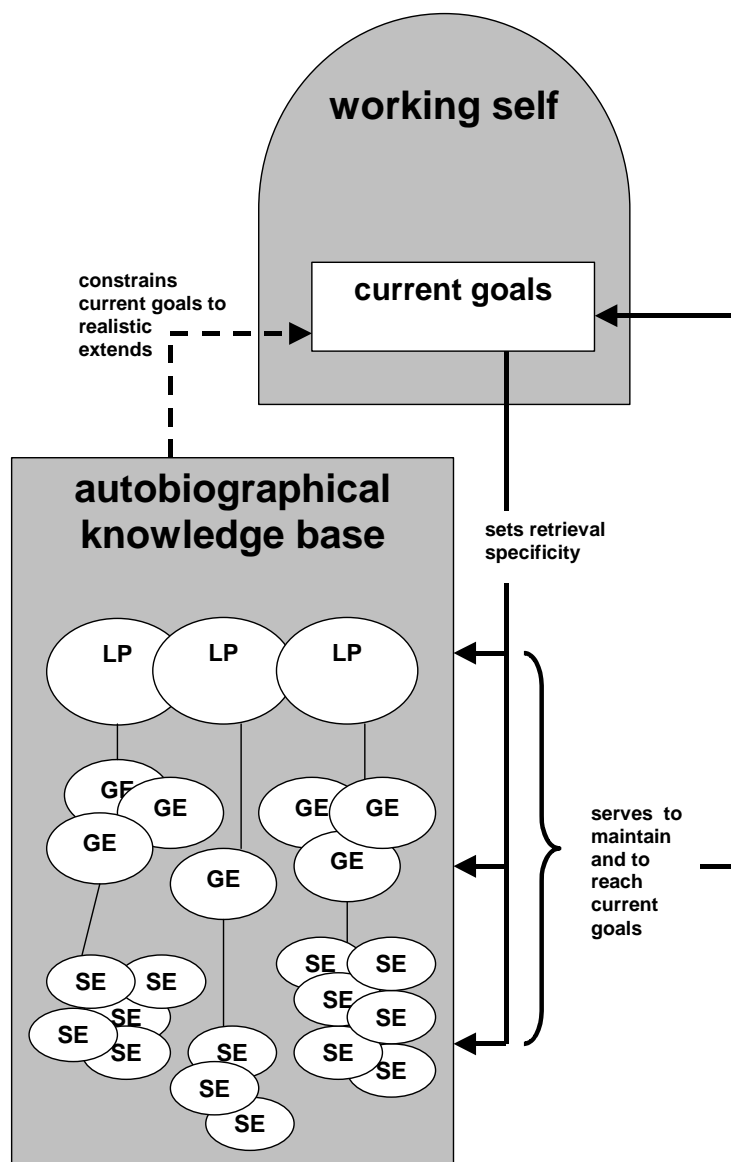 working self
current goals
constrains
current goals to
realistic
extends
autobiographical
knowledge base
sets retrieval
specificity
LP LP LP
GE GE GE GE
GE GE GE
serves to
maintain
and to
reach
current
goals
SE SE SE SE
SE SE
SE SE SE
SE SE SE
SE SE
SE